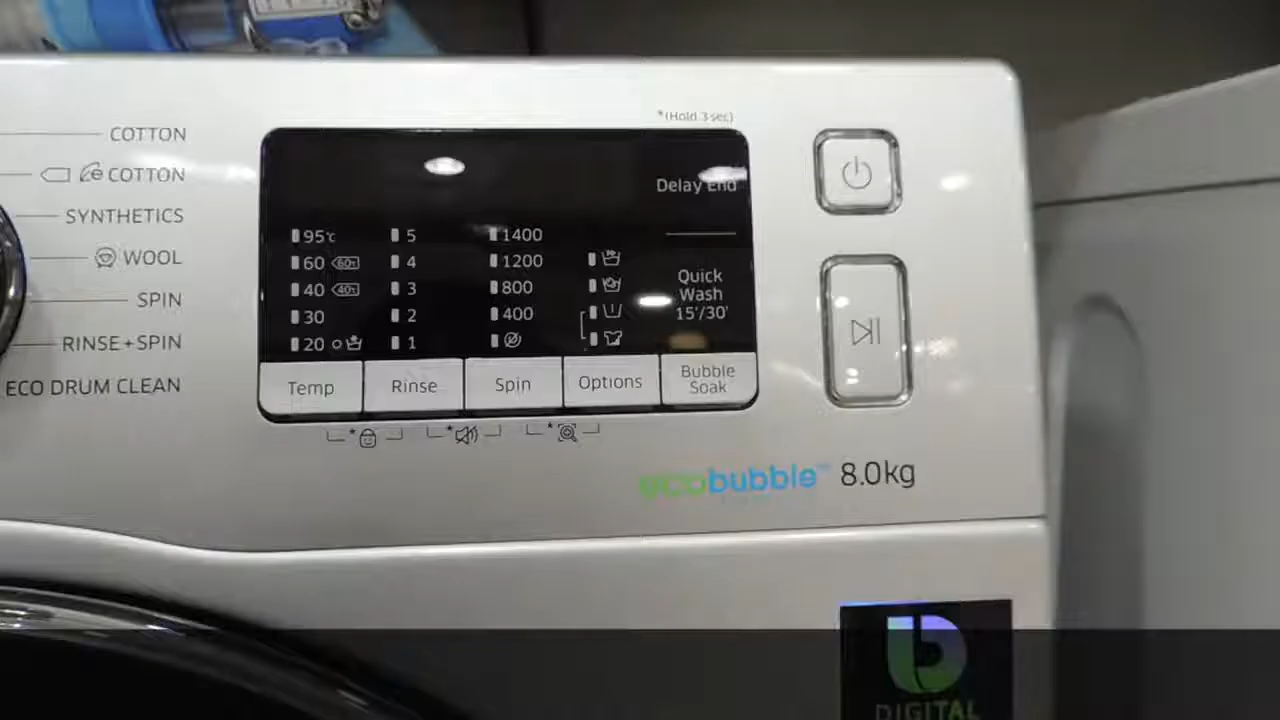 COTTON
COTTON
SYNTHETICS
WOOL
SPIN
RINSE+SPIN
ECO DRUM CLEAN
*(Hold 3 sec)
Delay End
95℃ 5 1400
60 60℃ 4 1200
40 40℃ 3 800
30 2 400
20 1
Quick
Wash
15'/30'
Temp Rinse Spin Options Bubble
Soak
* * *
ecobubble™ 8.0kg
DIGITAL